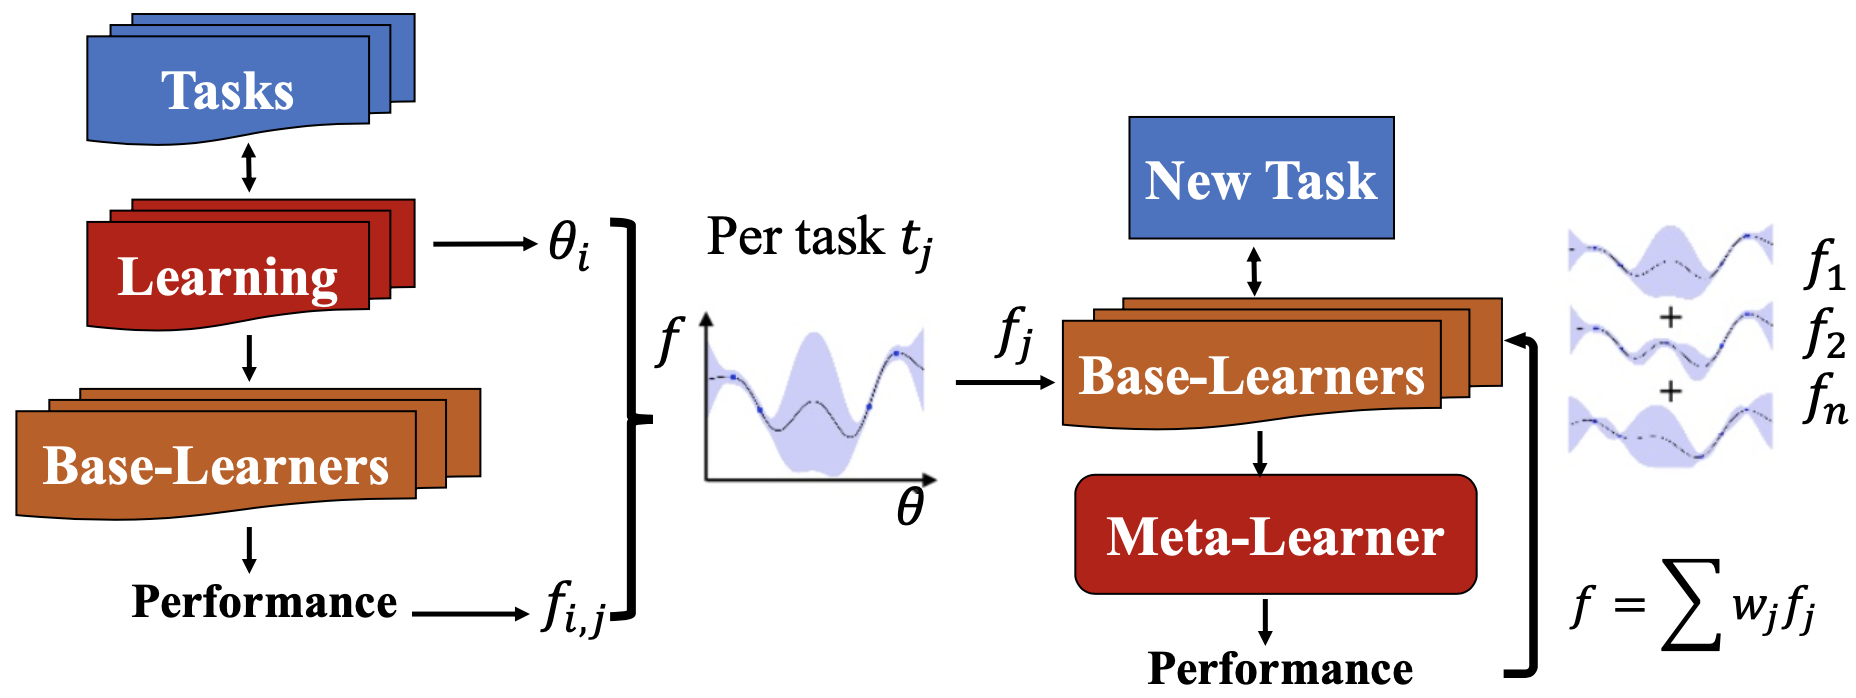 Tasks
Learning
θ_i
Base-Learners
Performance
f_{i,j}
Per task t_j
f
θ
f_j
New Task
Base-Learners
Meta-Learner
Performance
f_1
+
f_2
+
f_n
f = ∑ w_j f_j